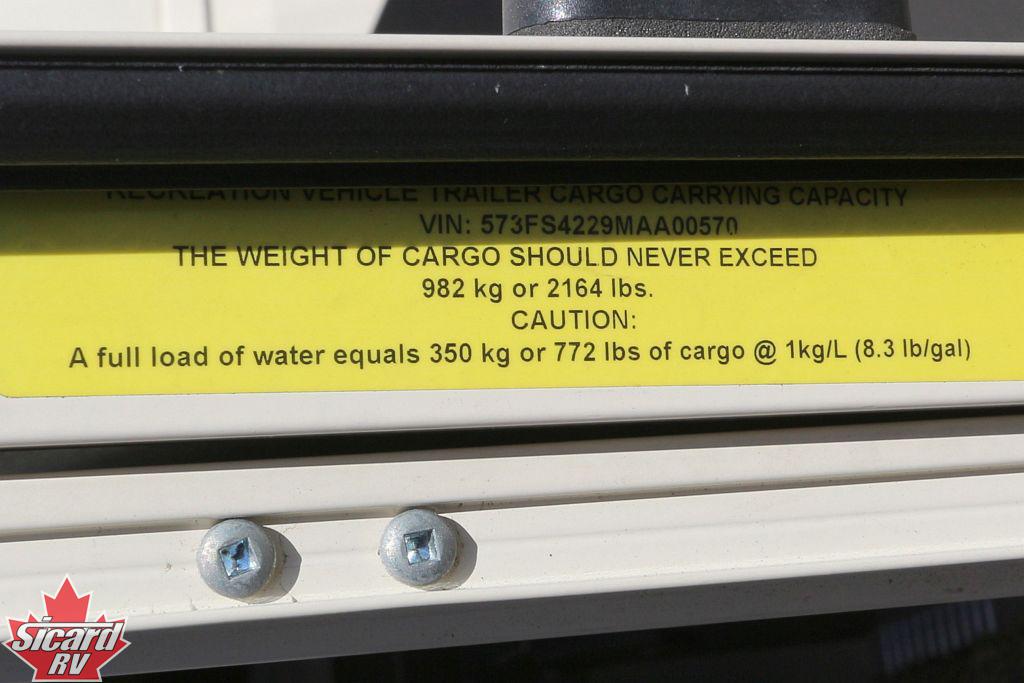 RECREATION VEHICLE TRAILER CARGO CARRYING CAPACITY
VIN: 573FS4229MAA00570
THE WEIGHT OF CARGO SHOULD NEVER EXCEED
982 kg or 2164 lbs.
CAUTION:
A full load of water equals 350 kg or 772 lbs of cargo @ 1kg/L (8.3 lb/gal)
Sicard
RV